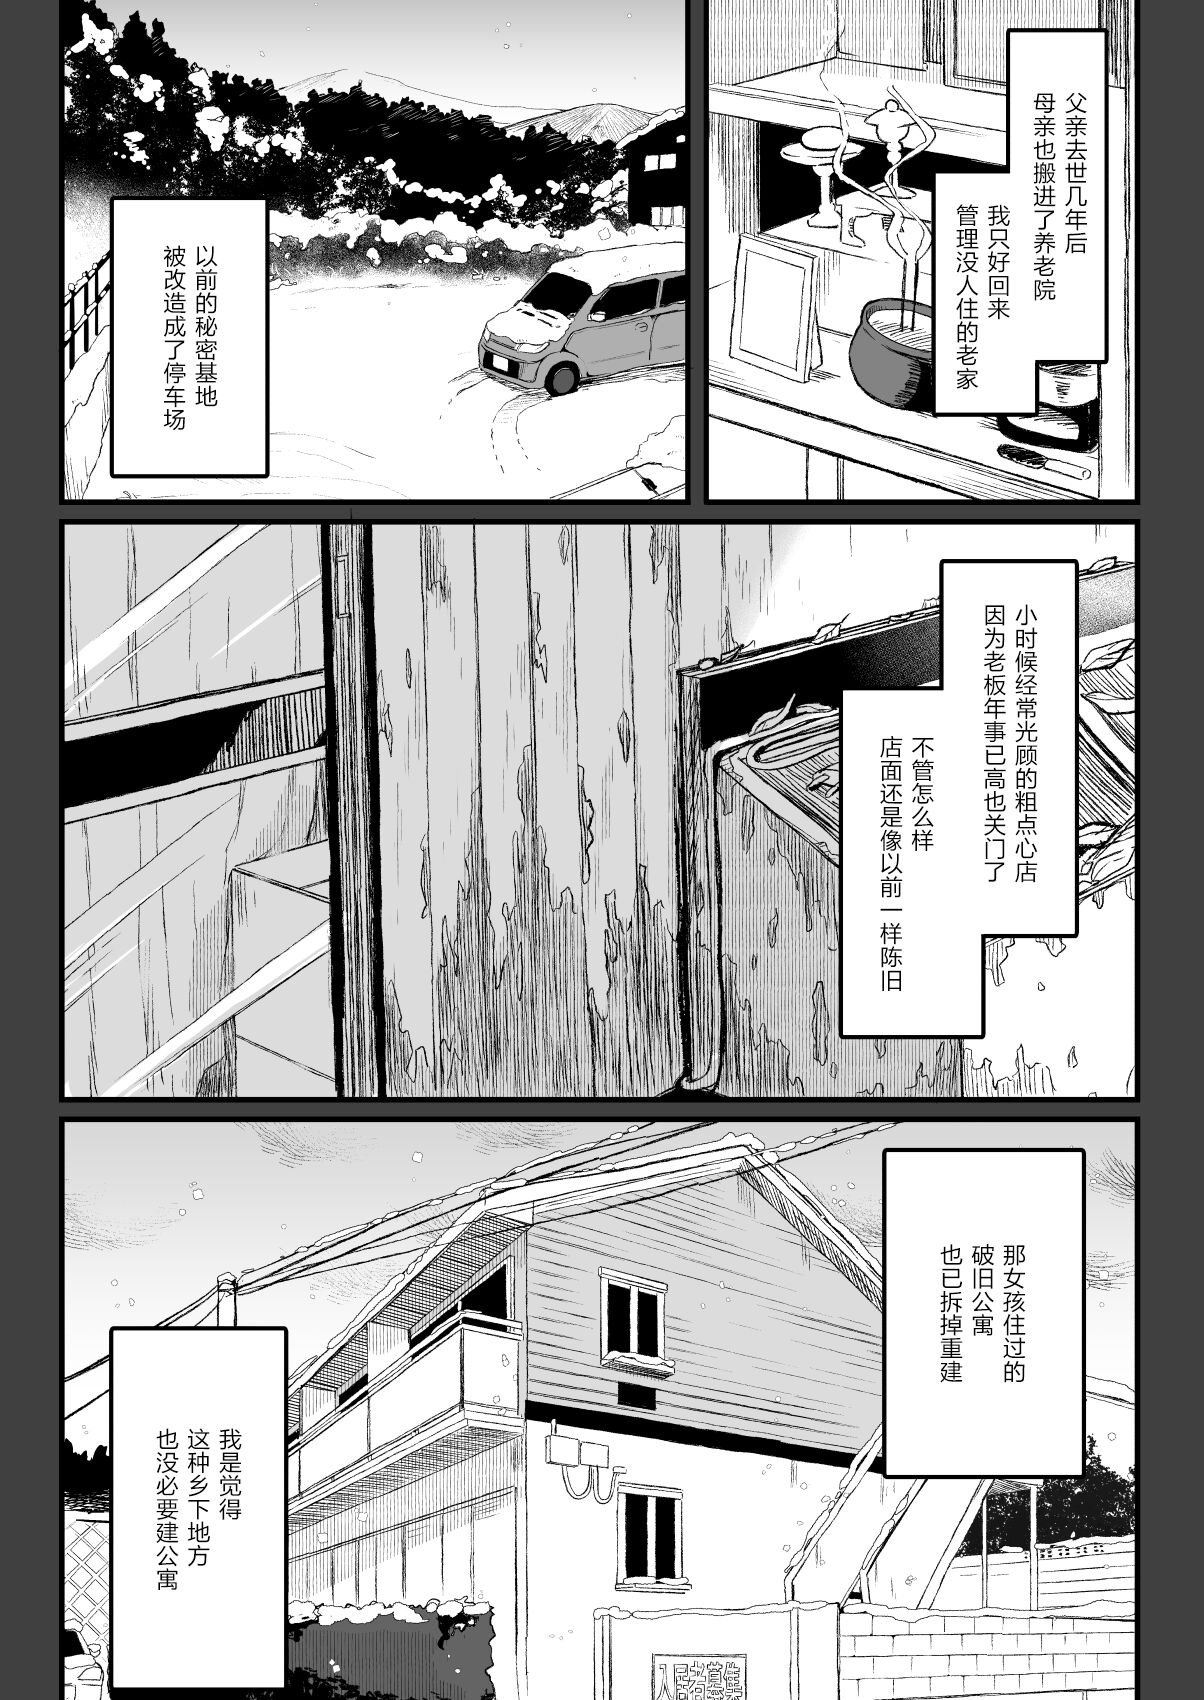 父亲去世几年后
母亲也搬进了养老院
我只好回来
管理没人住的老家
以前的秘密基地
被改造成了停车场
小时候经常光顾的粗点心店
因为老板年事已高也关门了
不管怎么样
店面还是像以前一样陈旧
那女孩住过的
破旧公寓
也已拆掉重建
我是觉得
这种乡下地方
也没必要建公寓
入居者募集